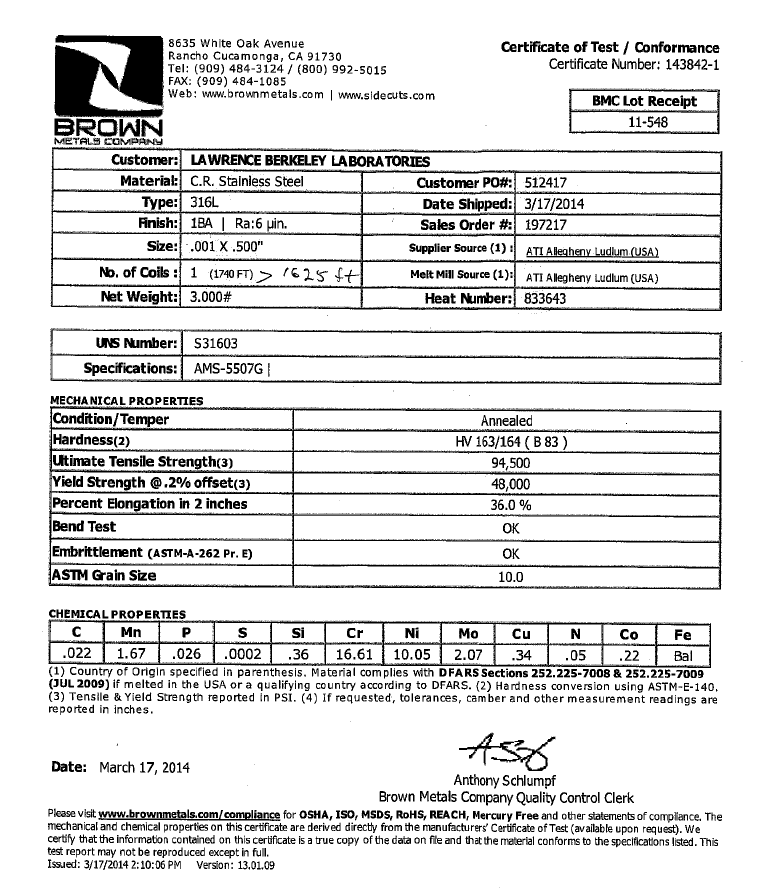 8635 White Oak Avenue
Rancho Cucamonga, CA 91730
Tel: (909) 484-3124 / (800) 992-5015
FAX: (909) 484-1085
Web: www.brownmetals.com | www.sidecuts.com
BROWN
METALS COMPANY
Certificate of Test / Conformance
Certificate Number: 143842-1
BMC Lot Receipt
11-548
Customer: LAWRENCE BERKELEY LABORATORIES
Material: C.R. Stainless Steel Customer PO#: 512417
Type: 316L Date Shipped: 3/17/2014
Finish: 1BA | Ra:6 µin. Sales Order #: 197217
Size: .001 X .500" Supplier Source (1) : ATI Allegheny Ludlum (USA)
No. of Coils : 1 (1740 FT) > 1625 ft Melt Mill Source (1): ATI Allegheny Ludlum (USA)
Net Weight: 3.000# Heat Number: 833643
UNS Number: S31603
Specifications: AMS-5507G |
MECHANICAL PROPERTIES
Condition/Temper Annealed
Hardness(2) HV 163/164 ( B 83 )
Ultimate Tensile Strength(3) 94,500
Yield Strength @ .2% offset(3) 48,000
Percent Elongation in 2 inches 36.0 %
Bend Test OK
Embrittlement (ASTM-A-262 Pr. E) OK
ASTM Grain Size 10.0
CHEMICAL PROPERTIES
C Mn P S Si Cr Ni Mo Cu N Co Fe
.022 1.67 .026 .0002 .36 16.61 10.05 2.07 .34 .05 .22 Bal
(1) Country of Origin specified in parenthesis. Material complies with DFARS Sections 252.225-7008 & 252.225-7009
(JUL 2009) if melted in the USA or a qualifying country according to DFARS. (2) Hardness conversion using ASTM-E-140.
(3) Tensile & Yield Strength reported in PSI. (4) If requested, tolerances, camber and other measurement readings are
reported in inches.
Date: March 17, 2014
Anthony Schlumpf
Brown Metals Company Quality Control Clerk
Please visit www.brownmetals.com/compliance for OSHA, ISO, MSDS, RoHS, REACH, Mercury Free and other statements of compliance. The
mechanical and chemical properties on this certificate are derived directly from the manufacturers' Certificate of Test (available upon request). We
certify that the information contained on this certificate is a true copy of the data on file and that the material conforms to the specifications listed. This
test report may not be reproduced except in full.
Issued: 3/17/2014 2:10:06 PM Version: 13.01.09